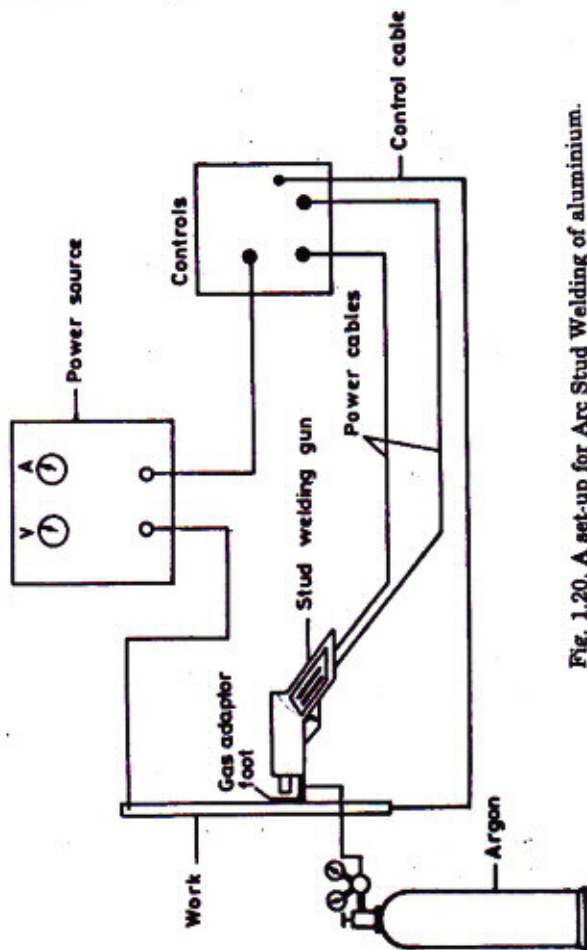 Power source
V
A
Controls
Stud welding gun
Gas adaptor
foot
Work
Power cables
Control cable
Argon
Fig. 1.20. A set-up for Arc Stud Welding of aluminium.